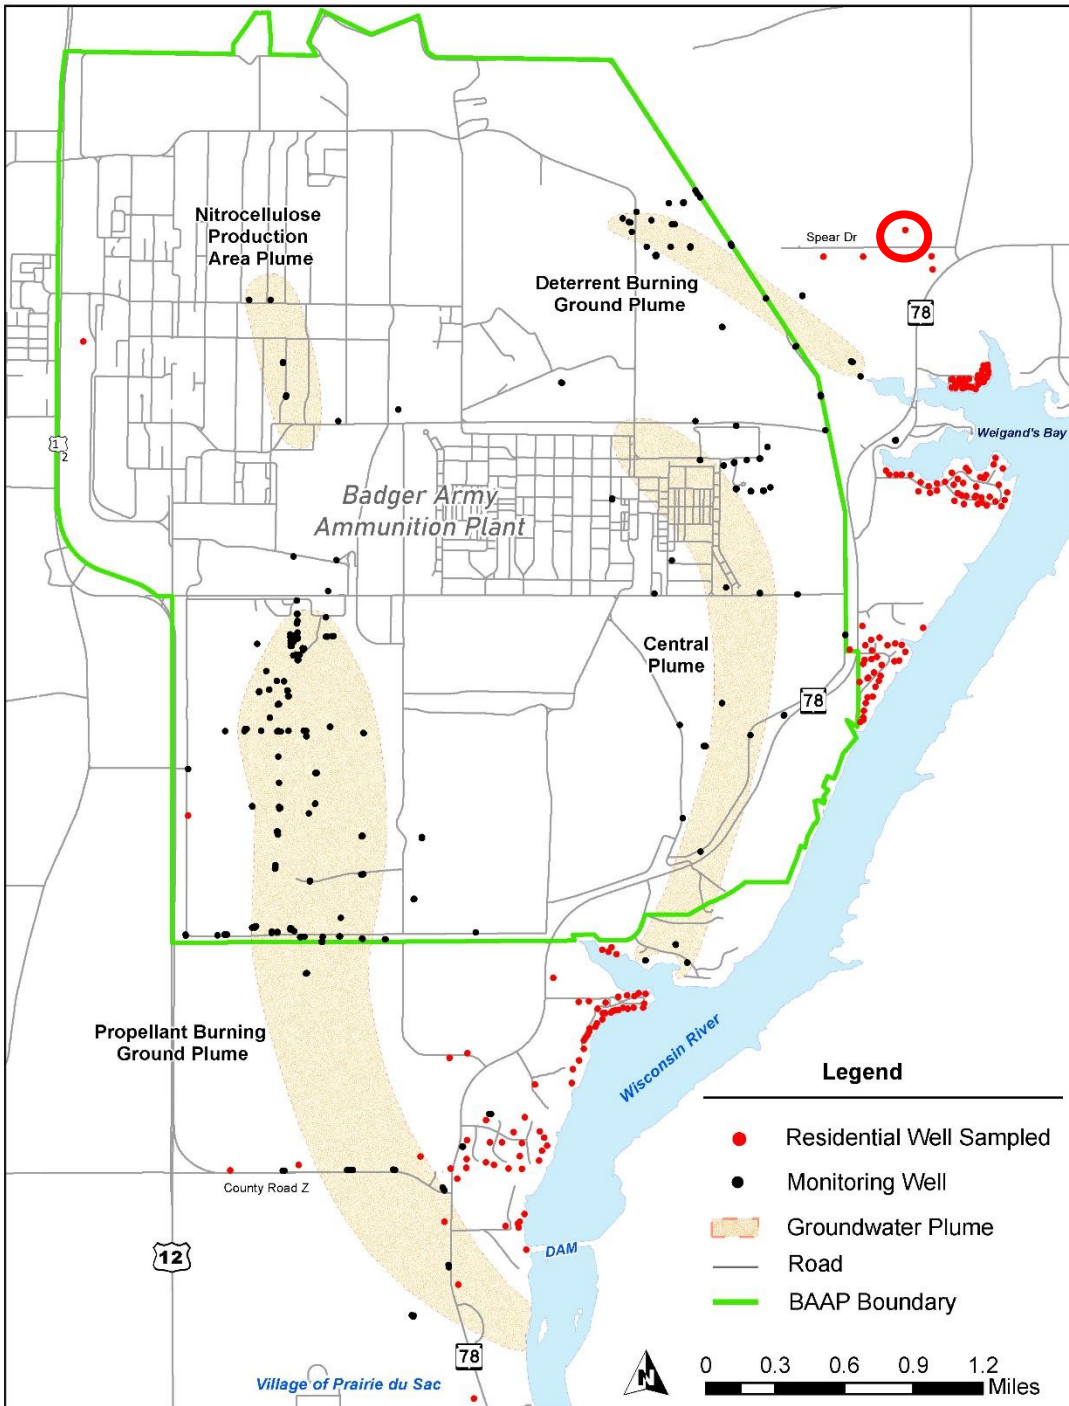 Nitrocellulose
Production
Area Plume
Spear Dr
Deterrent Burning
Ground Plume
78
Weigand's Bay
1
2
Badger Army
Ammunition Plant
Central
Plume
78
Propellant Burning
Ground Plume
Wisconsin River
Legend
Residential Well Sampled
Monitoring Well
Groundwater Plume
Road
BAAP Boundary
County Road Z
DAM
12
78
Village of Prairie du Sac
N
0 0.3 0.6 0.9 1.2
Miles